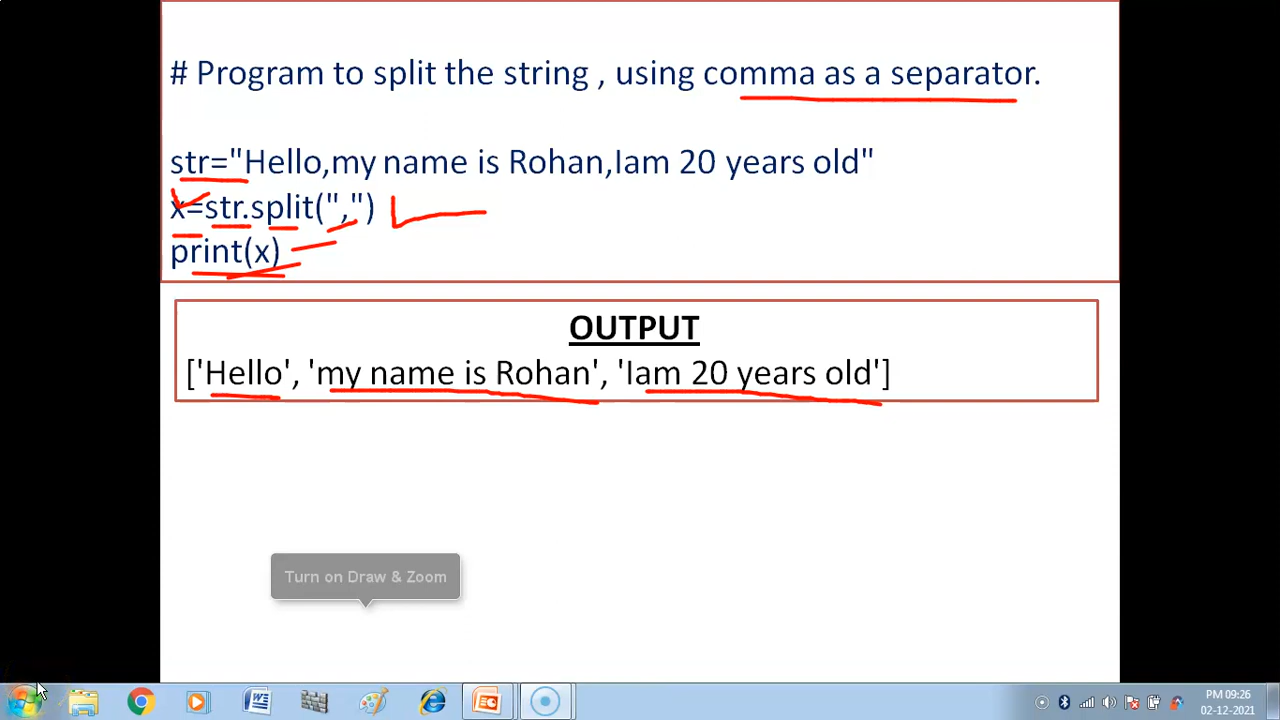 # Program to split the string , using comma as a separator.
str="Hello,my name is Rohan,Iam 20 years old"
x=str.split(",")
print(x)
OUTPUT
['Hello', 'my name is Rohan', 'Iam 20 years old']
Turn on Draw & Zoom
PM 09:26
02-12-2021